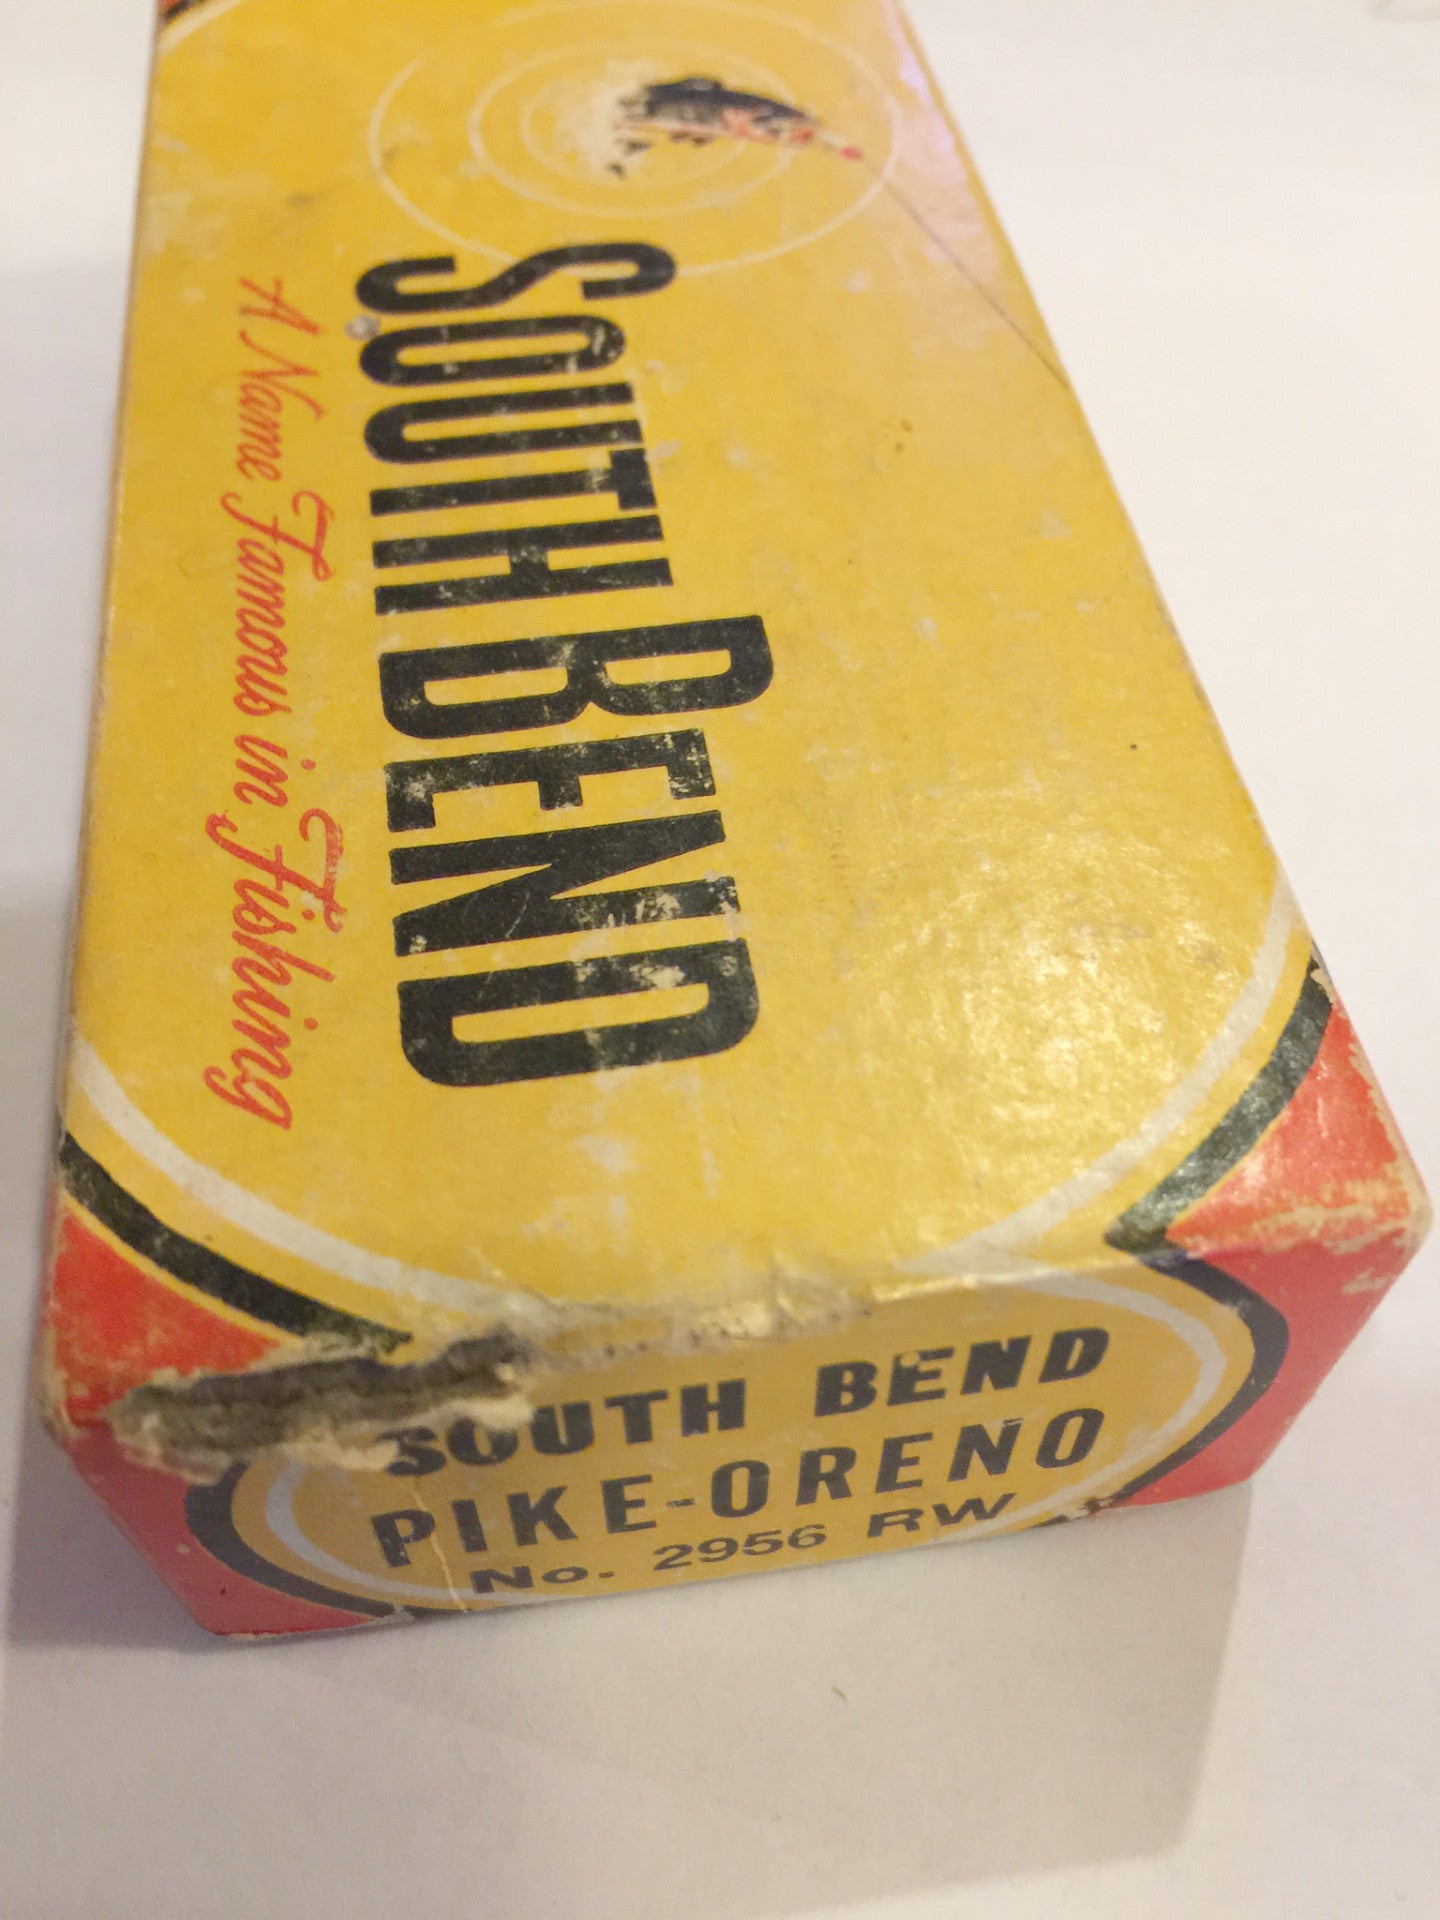 SOUTH BEND
A Name Famous in Fishing
SOUTH BEND
PIKE-ORENO
No. 2956 RW